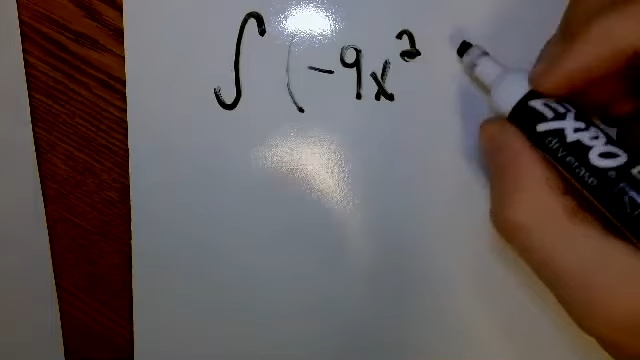 ∫ (-9x²
EXPO
dry erase